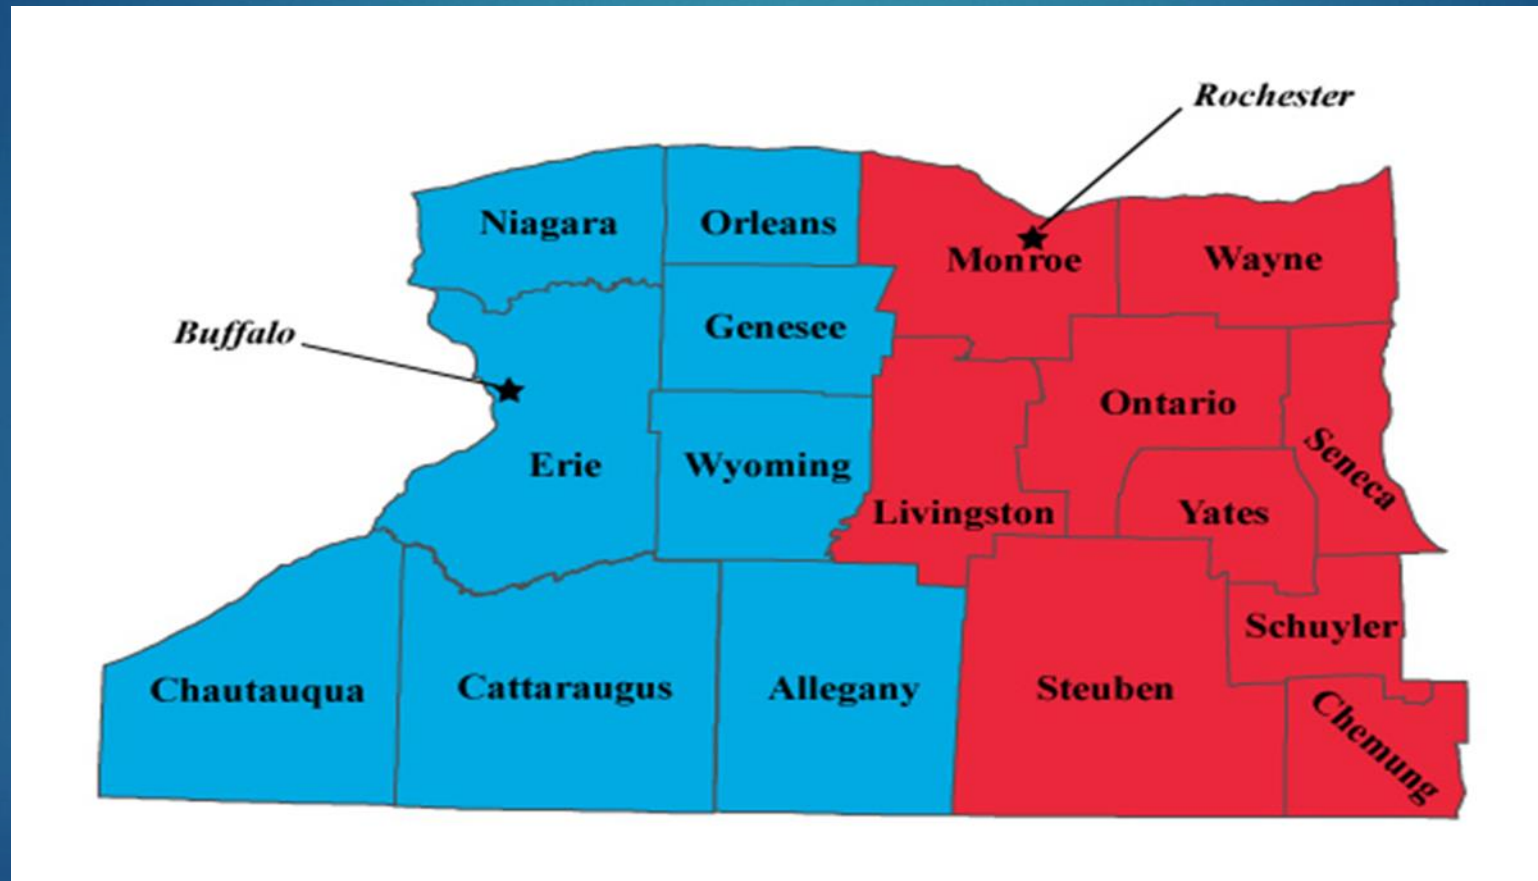 Rochester
Niagara
Orleans
Monroe
Wayne
Buffalo
Genesee
Ontario
Erie
Wyoming
Seneca
Livingston
Yates
Schuyler
Chautauqua
Cattaraugus
Allegany
Steuben
Chemung